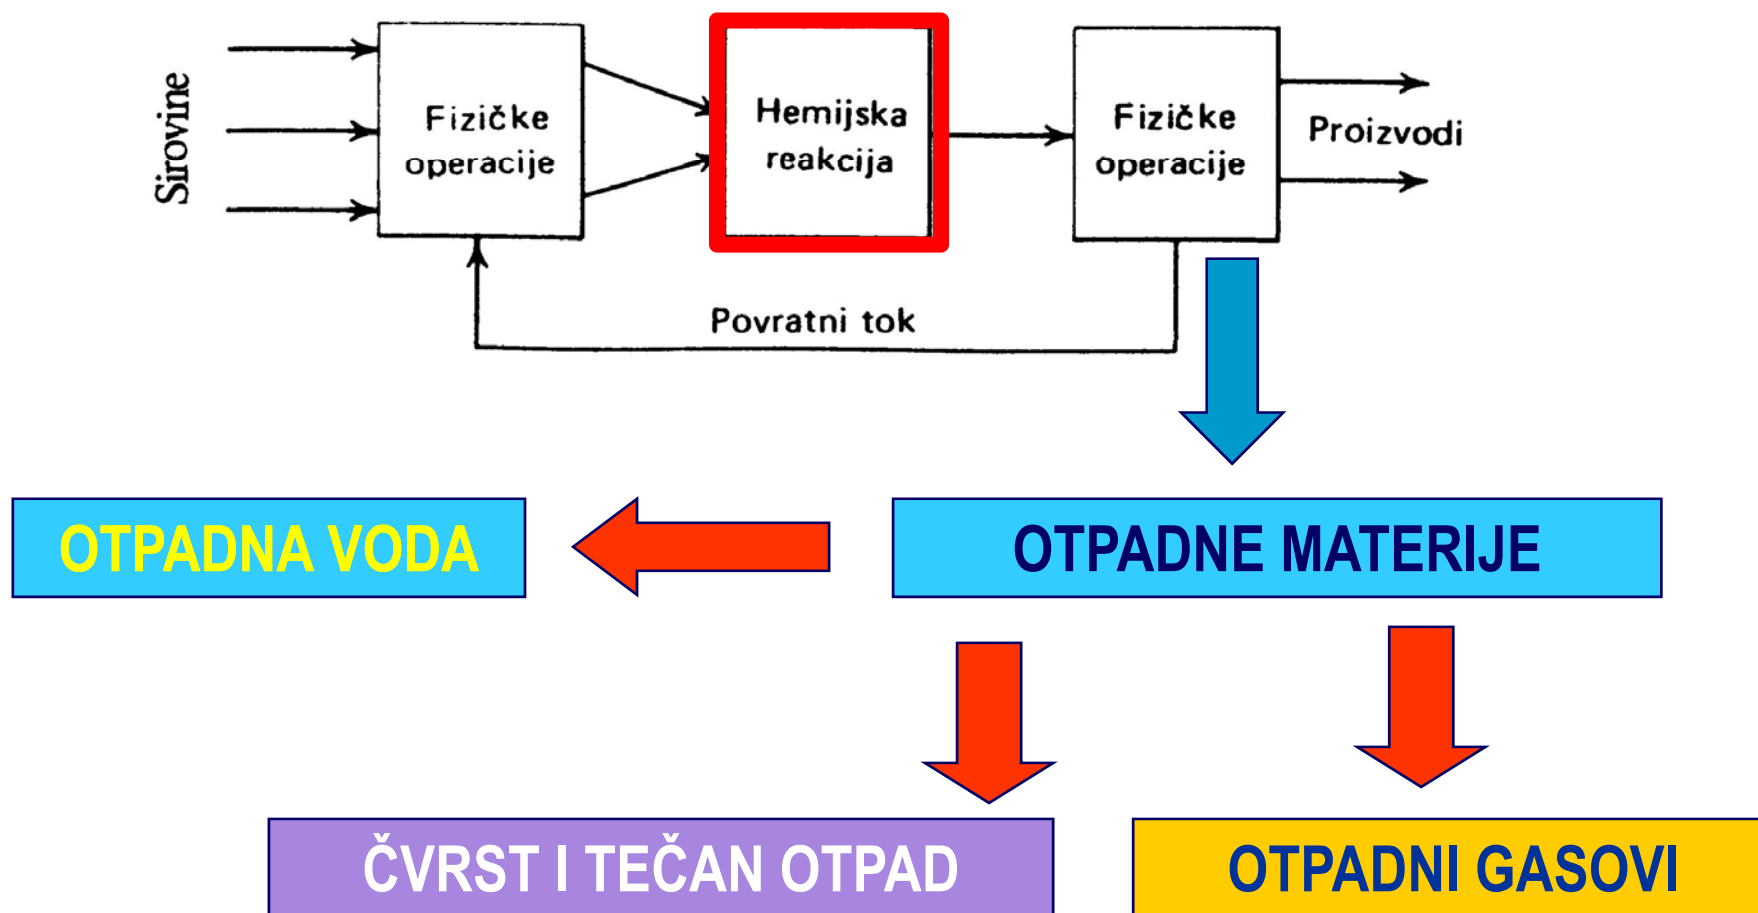 Sirovine
Fizičke
operacije
Hemijska
reakcija
Fizičke
operacije
Proizvodi
Povratni tok
OTPADNA VODA
OTPADNE MATERIJE
ČVRST I TEČAN OTPAD
OTPADNI GASOVI